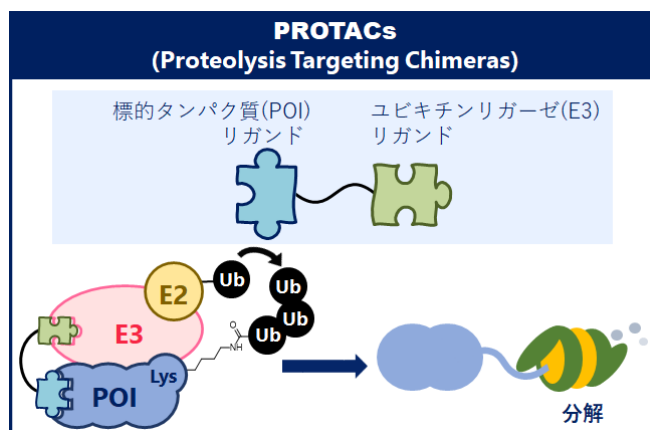 PROTACs
(Proteolysis Targeting Chimeras)
標的タンパク質(POI)
リガンド
ユビキチンリガーゼ(E3)
リガンド
E2
Ub
Ub
Ub
Ub
E3
O
NH
Lys
POI
分解